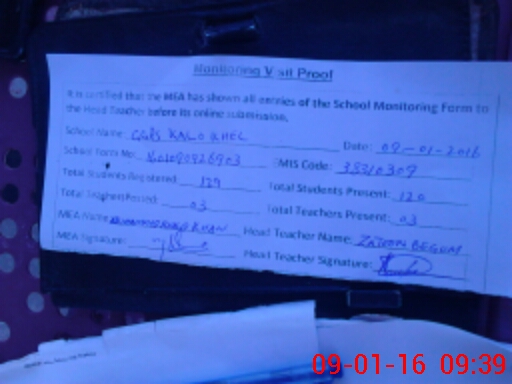 Monitoring Visit Proof
It is certified that the MEA has shown all entries of the School Monitoring Form to
the Head Teacher before its online submission.
School Name: GGPS KALO KHEL Date: 09-01-2016
School Form No: EMIS Code: 38310309
Total Students Registered: 129 Total Students Present: 120
Total Teachers Posted: 03 Total Teachers Present: 03
MEA Name: KHAN Head Teacher Name: ZATOON BEGUM
MEA Signature: Head Teacher Signature:
09-01-16 09:39